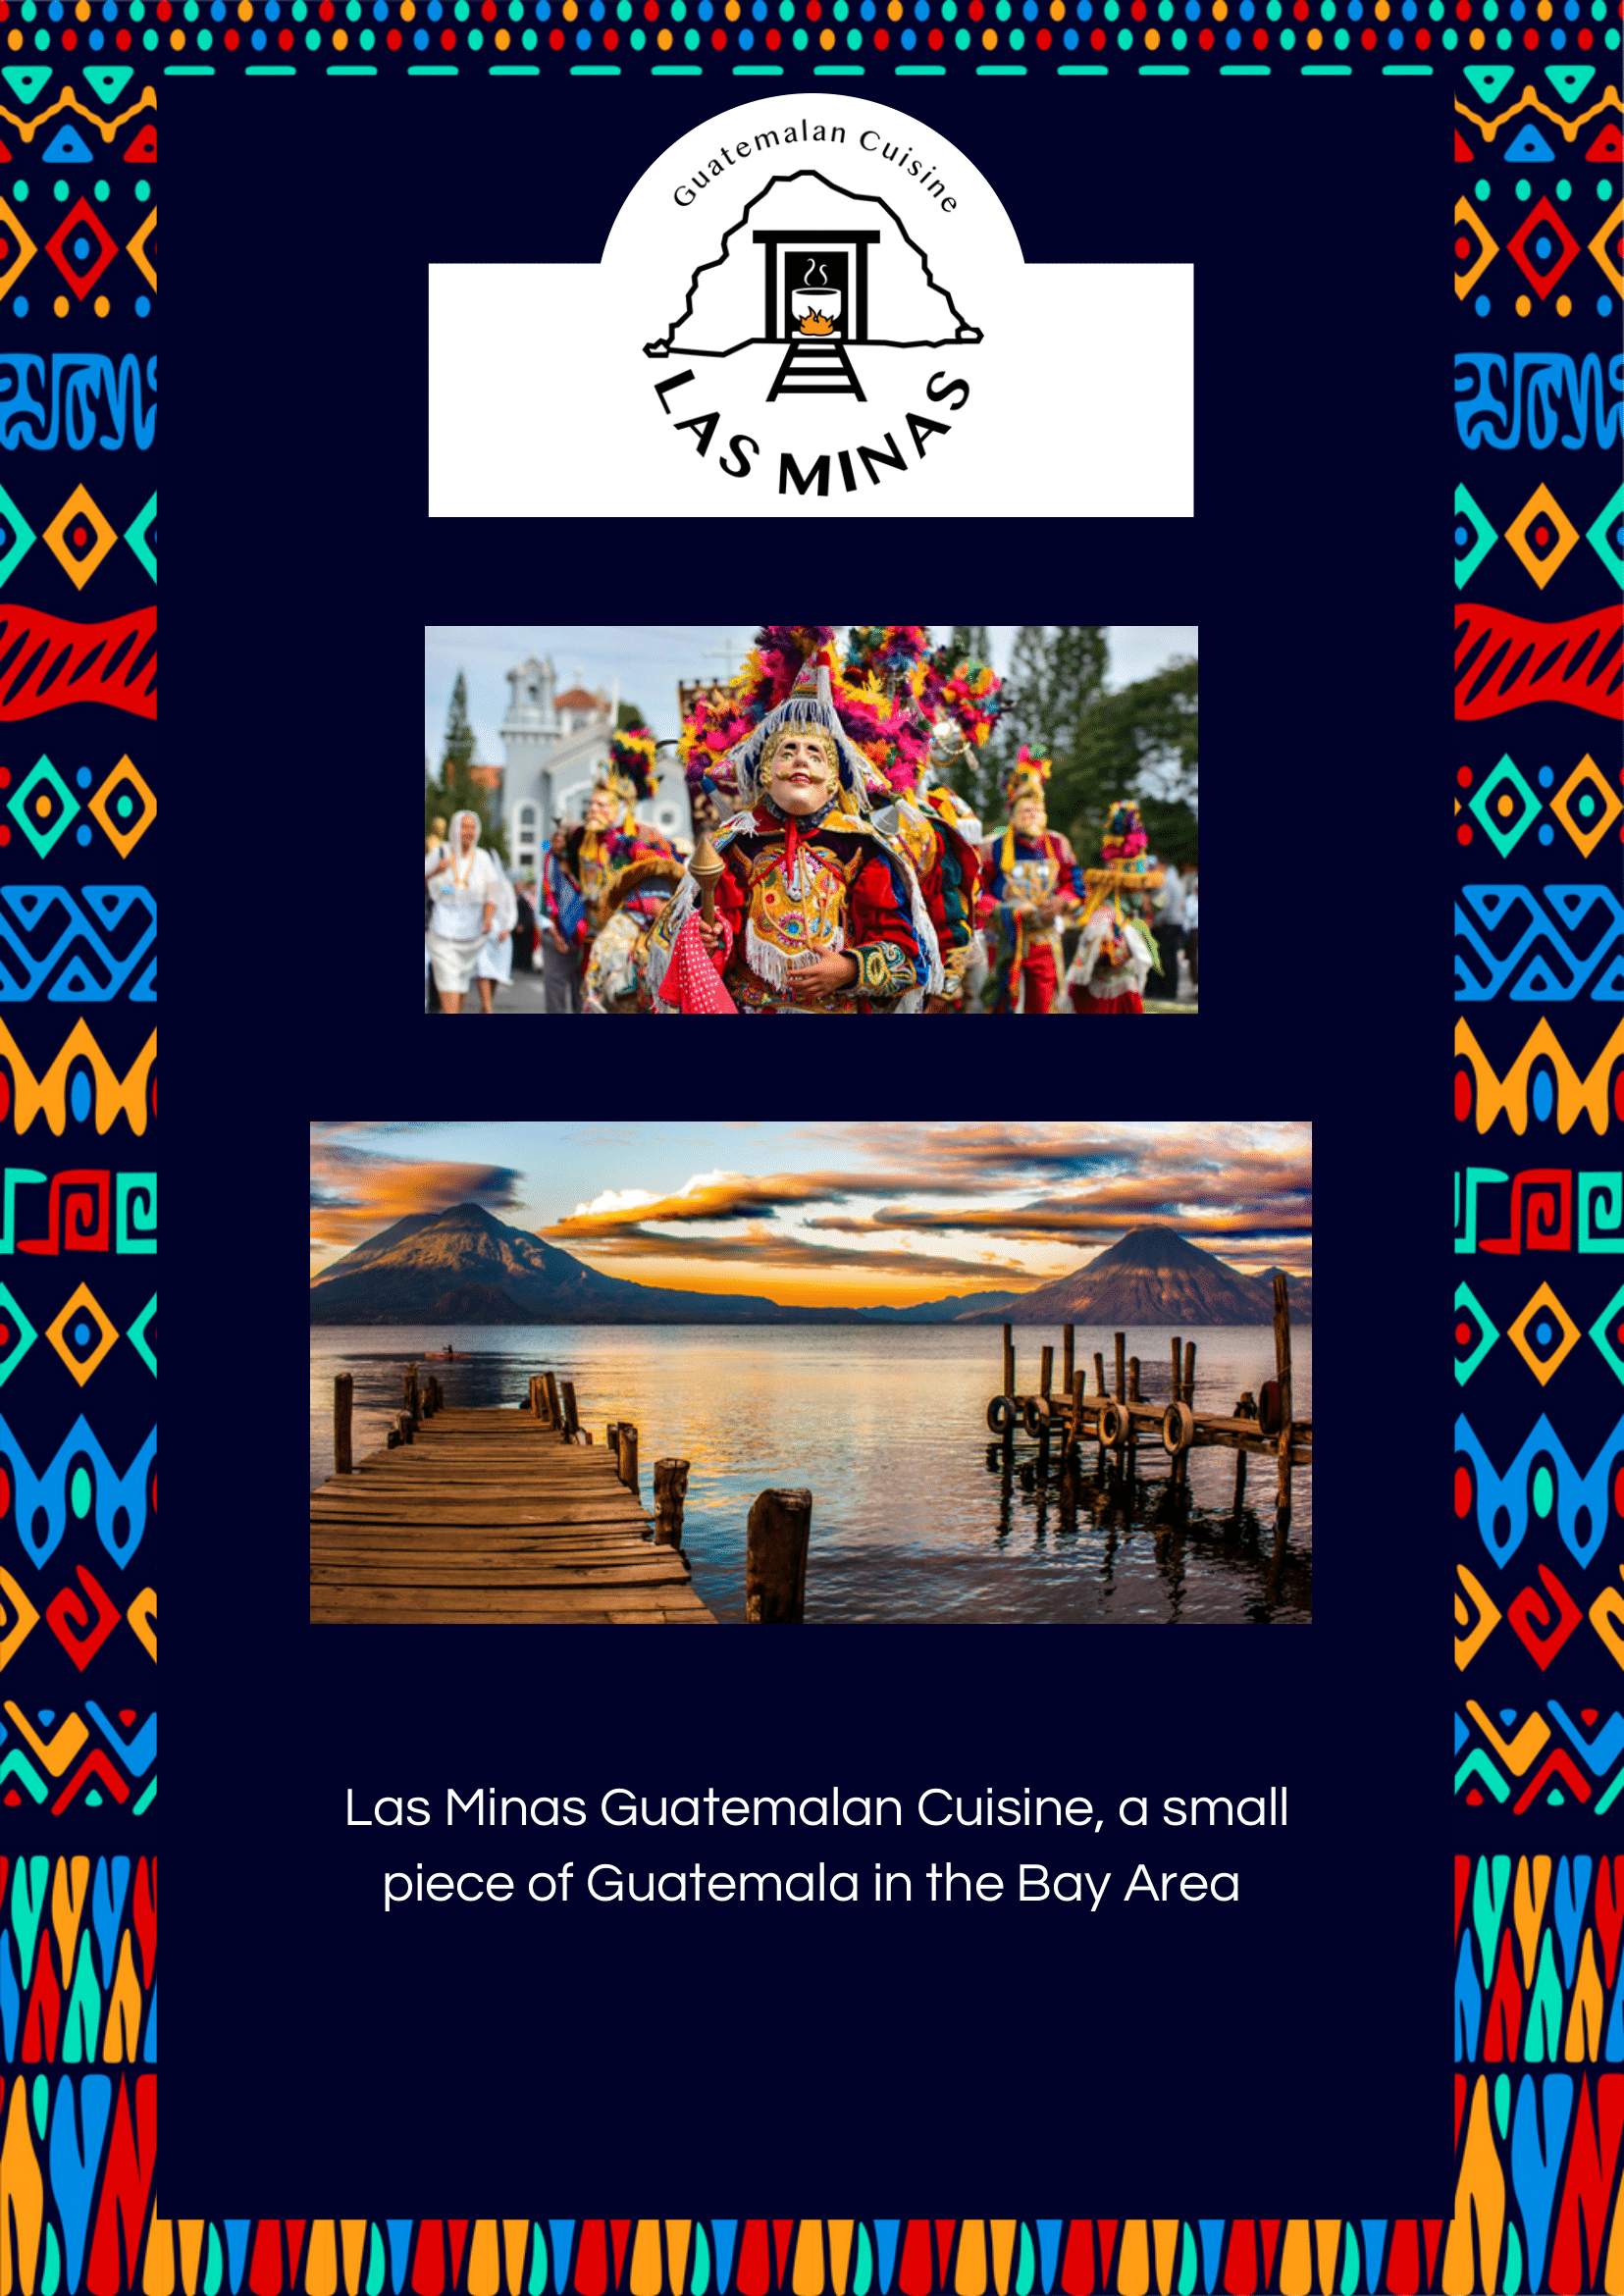 Guatemalan Cuisine
LAS MINAS
Las Minas Guatemalan Cuisine, a small
piece of Guatemala in the Bay Area